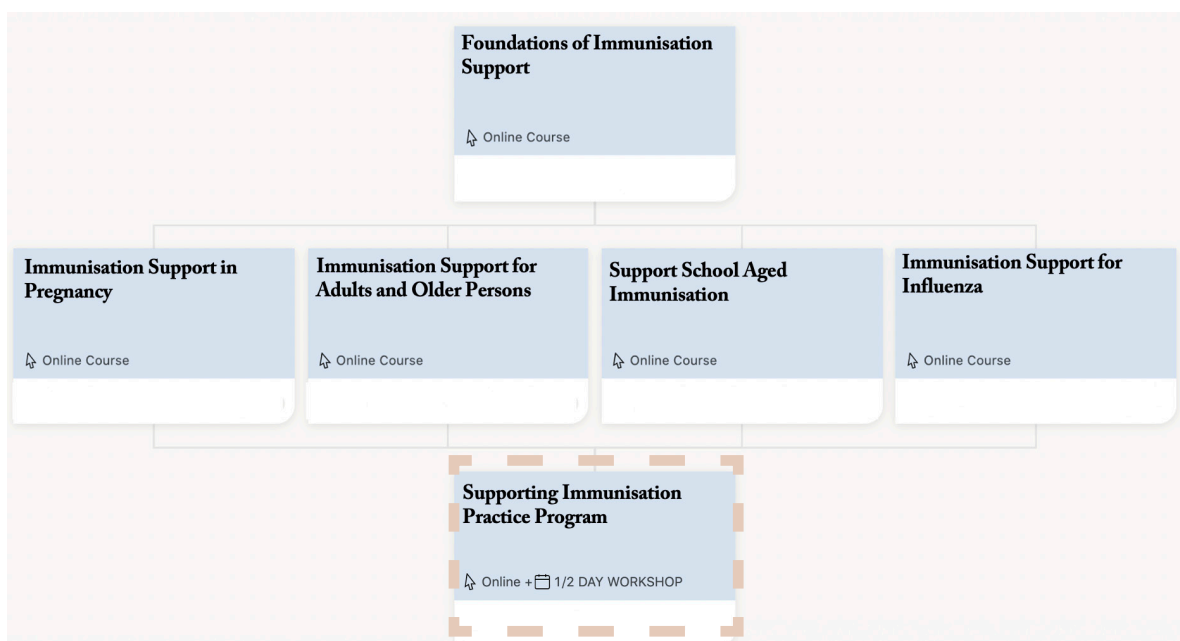 Foundations of Immunisation
Support
Online Course
Immunisation Support in
Pregnancy
Online Course
Immunisation Support for
Adults and Older Persons
Online Course
Support School Aged
Immunisation
Online Course
Immunisation Support for
Influenza
Online Course
Supporting Immunisation
Practice Program
Online + 1/2 DAY WORKSHOP